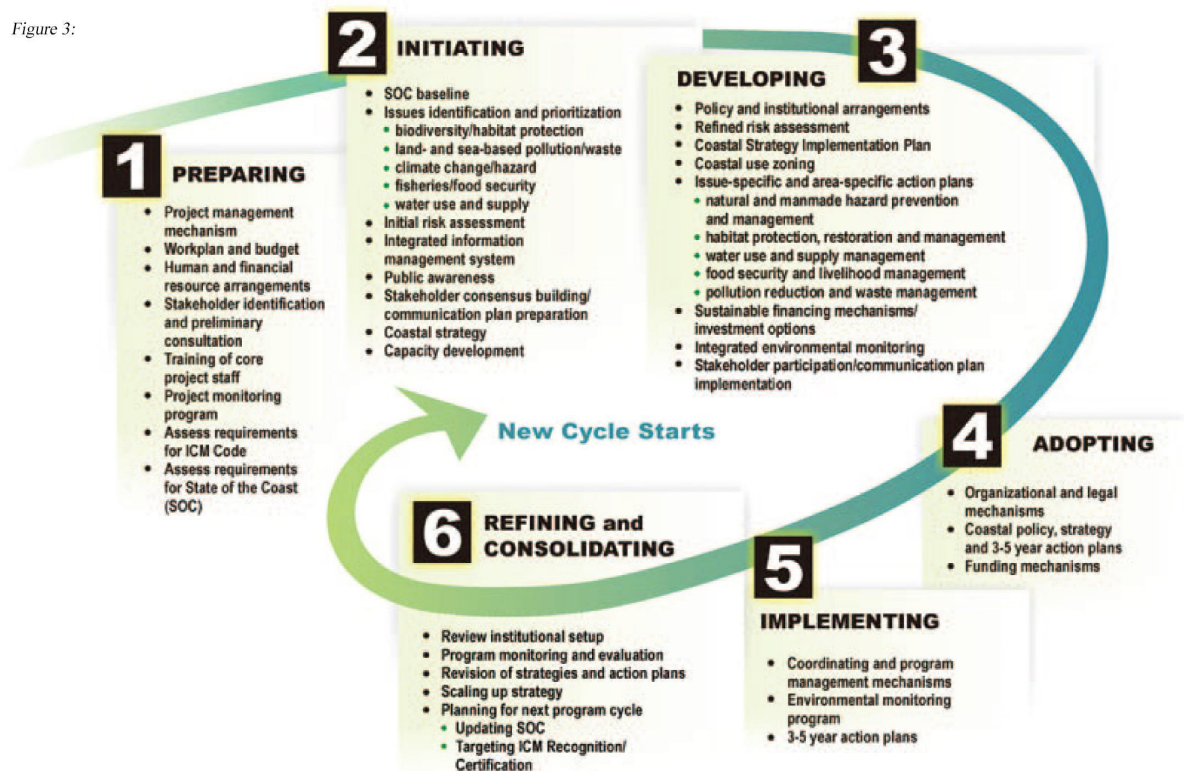 Figure 3:
1
PREPARING
• Project management
mechanism
• Workplan and budget
• Human and financial
resource arrangements
• Stakeholder identification
and preliminary
consultation
• Training of core
project staff
• Project monitoring
program
• Assess requirements
for ICM Code
• Assess requirements
for State of the Coast
(SOC)
2
INITIATING
• SOC baseline
• Issues identification and prioritization
• biodiversity/habitat protection
• land- and sea-based pollution/waste
• climate change/hazard
• fisheries/food security
• water use and supply
• Initial risk assessment
• Integrated information
management system
• Public awareness
• Stakeholder consensus building/
communication plan preparation
• Coastal strategy
• Capacity development
3
DEVELOPING
• Policy and institutional arrangements
• Refined risk assessment
• Coastal Strategy Implementation Plan
• Coastal use zoning
• Issue-specific and area-specific action plans
• natural and manmade hazard prevention
and management
• habitat protection, restoration and management
• water use and supply management
• food security and livelihood management
• pollution reduction and waste management
• Sustainable financing mechanisms/
investment options
• Integrated environmental monitoring
• Stakeholder participation/communication plan
implementation
4
ADOPTING
• Organizational and legal
mechanisms
• Coastal policy, strategy
and 3-5 year action plans
• Funding mechanisms
5
IMPLEMENTING
• Coordinating and program
management mechanisms
• Environmental monitoring
program
• 3-5 year action plans
6
REFINING and
CONSOLIDATING
• Review institutional setup
• Program monitoring and evaluation
• Revision of strategies and action plans
• Scaling up strategy
• Planning for next program cycle
• Updating SOC
• Targeting ICM Recognition/
Certification
New Cycle Starts